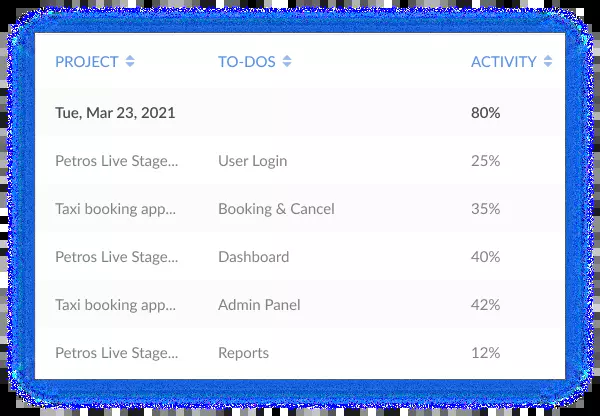 PROJECT TO-DOS ACTIVITY
Tue, Mar 23, 2021 80%
Petros Live Stage... User Login 25%
Taxi booking app... Booking & Cancel 35%
Petros Live Stage... Dashboard 40%
Taxi booking app... Admin Panel 42%
Petros Live Stage... Reports 12%